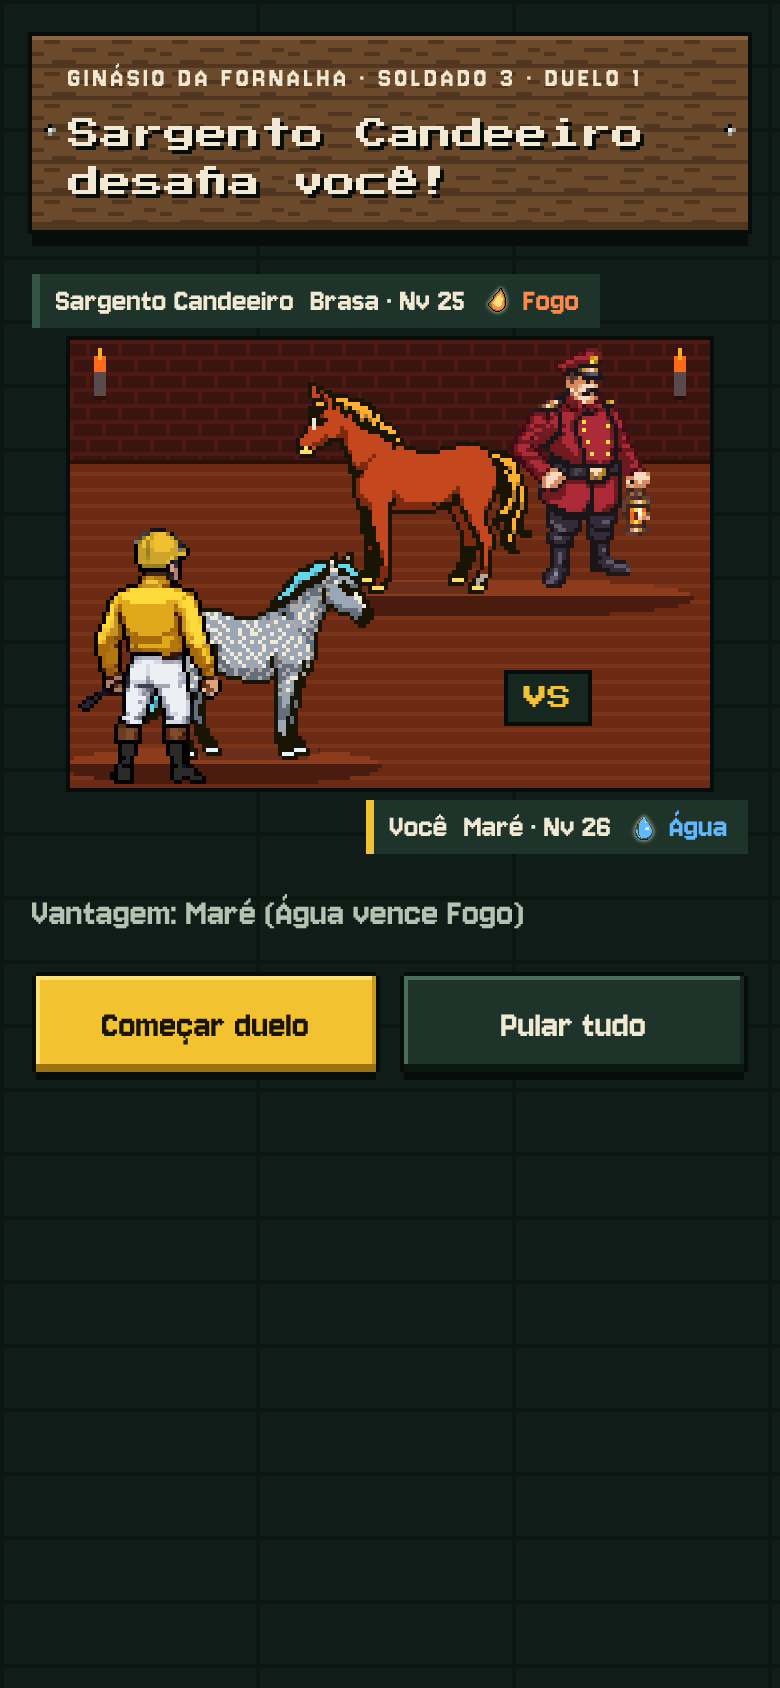 GINÁSIO DA FORNALHA · SOLDADO 3 · DUELO 1
Sargento Candeeiro
desafia você!
Sargento Candeeiro Brasa · Nv 25 Fogo
VS
Você Maré · Nv 26 Água
Vantagem: Maré (Água vence Fogo)
Começar duelo
Pular tudo